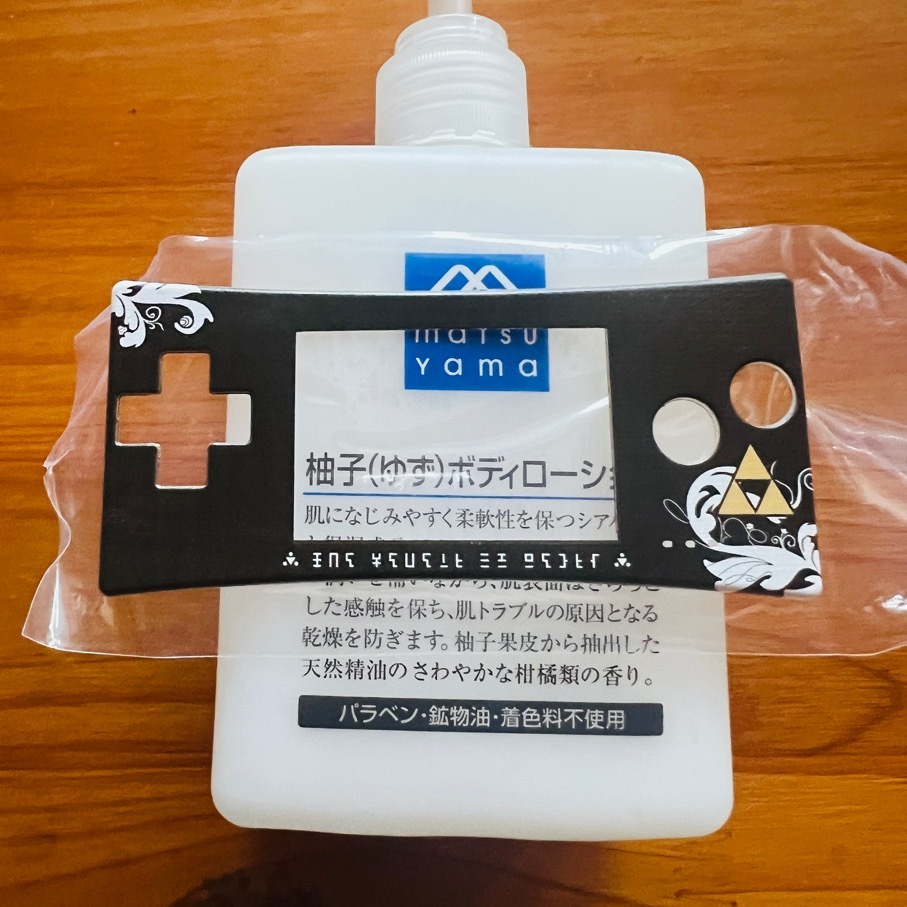 matsu
yama
柚子(ゆず)ボディローショ
肌になじみやすく柔軟性を保つシア
した感触を保ち、肌トラブルの原因となる
乾燥を防ぎます。柚子果皮から抽出した
天然精油のさわやかな柑橘類の香り。
パラベン・鉱物油・着色料不使用